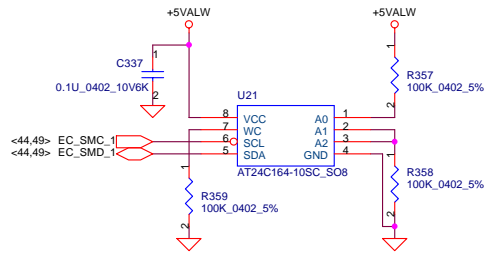 +5VALW
+5VALW
1
C337
0.1U_0402_10V6K
2
1
R357
100K_0402_5%
2
U21
8 VCC A0 1
7 WC A1 2
<44,49> EC_SMC_1 6 SCL A2 3
<44,49> EC_SMD_1 5 SDA GND 4
AT24C164-10SC_SO8
1
R359
100K_0402_5%
2
1
R358
100K_0402_5%
2